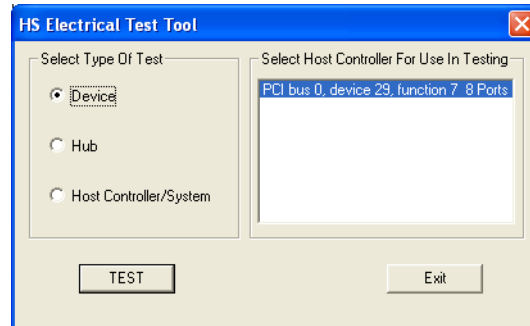 HS Electrical Test Tool
Select Type Of Test
Device
Hub
Host Controller/System
Select Host Controller For Use In Testing
PCI bus 0, device 29, function 7 8 Ports
TEST
Exit